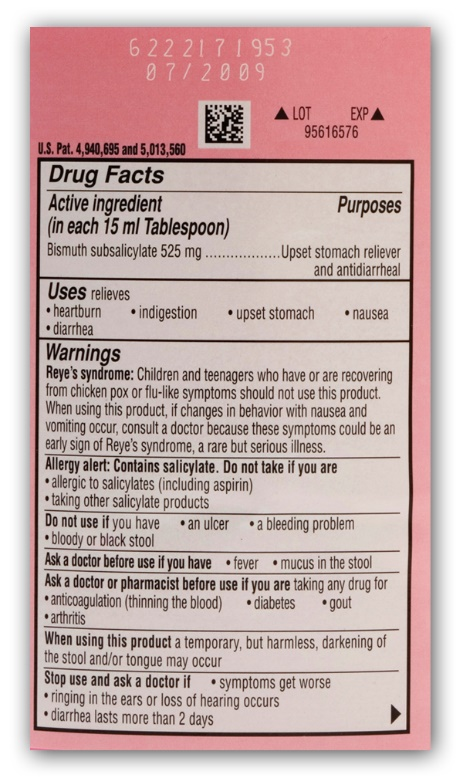 6222171953
07/2009
▲ LOT EXP ▲
95616576
U.S. Pat. 4,940,695 and 5,013,560
Drug Facts
Active ingredient Purposes
(in each 15 ml Tablespoon)
Bismuth subsalicylate 525 mg ..................Upset stomach reliever
and antidiarrheal
Uses relieves
• heartburn • indigestion • upset stomach • nausea
• diarrhea
Warnings
Reye's syndrome: Children and teenagers who have or are recovering
from chicken pox or flu-like symptoms should not use this product.
When using this product, if changes in behavior with nausea and
vomiting occur, consult a doctor because these symptoms could be an
early sign of Reye's syndrome, a rare but serious illness.
Allergy alert: Contains salicylate. Do not take if you are
• allergic to salicylates (including aspirin)
• taking other salicylate products
Do not use if you have • an ulcer • a bleeding problem
• bloody or black stool
Ask a doctor before use if you have • fever • mucus in the stool
Ask a doctor or pharmacist before use if you are taking any drug for
• anticoagulation (thinning the blood) • diabetes • gout
• arthritis
When using this product a temporary, but harmless, darkening of
the stool and/or tongue may occur
Stop use and ask a doctor if • symptoms get worse
• ringing in the ears or loss of hearing occurs
• diarrhea lasts more than 2 days